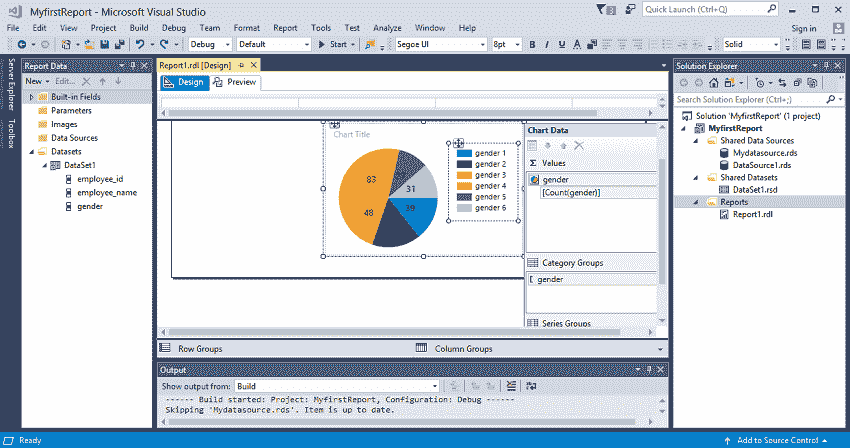 MyfirstReport - Microsoft Visual Studio
3
Quick Launch (Ctrl+Q)
File Edit View Project Build Debug Team Format Report Tools Test Analyze Window Help
Sign in
Debug Default Start Segoe UI 8pt B I U A Solid
Server Explorer
Toolbox
Report Data
New Edit...
Built-in Fields
Parameters
Images
Data Sources
Datasets
DataSet1
employee_id
employee_name
gender
Report1.rdl [Design]
Design Preview
Chart Title
83
31
48
39
gender 1
gender 2
gender 3
gender 4
gender 5
gender 6
Chart Data
Σ Values
gender
[Count(gender)]
Category Groups
gender
Series Groups
Row Groups Column Groups
Output
Show output from: Build
------ Build started: Project: MyfirstReport, Configuration: Debug ------
Skipping 'Mydatasource.rds'. Item is up to date.
Solution Explorer
Search Solution Explorer (Ctrl+;)
Solution 'MyfirstReport' (1 project)
MyfirstReport
Shared Data Sources
Mydatasource.rds
DataSource1.rds
Shared Datasets
DataSet1.rsd
Reports
Report1.rdl
Ready
Add to Source Control